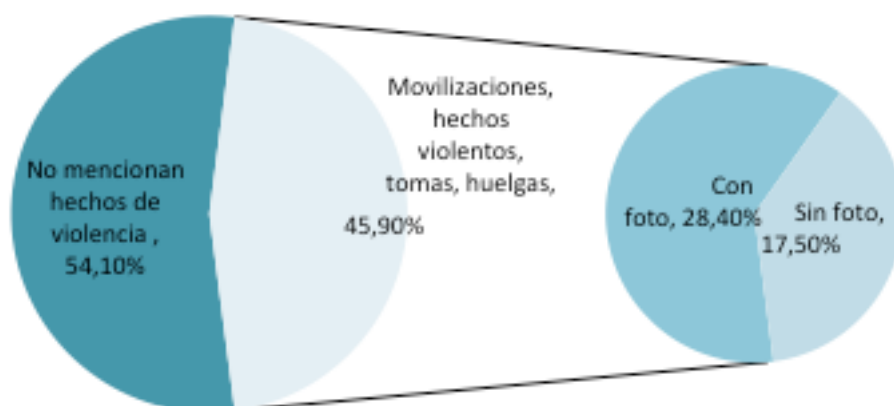 No mencionan
hechos de
violencia ,
54,10%
Movilizaciones,
hechos
violentos,
tomas, huelgas,
45,90%
Con
foto, 28,40%
Sin foto,
17,50%